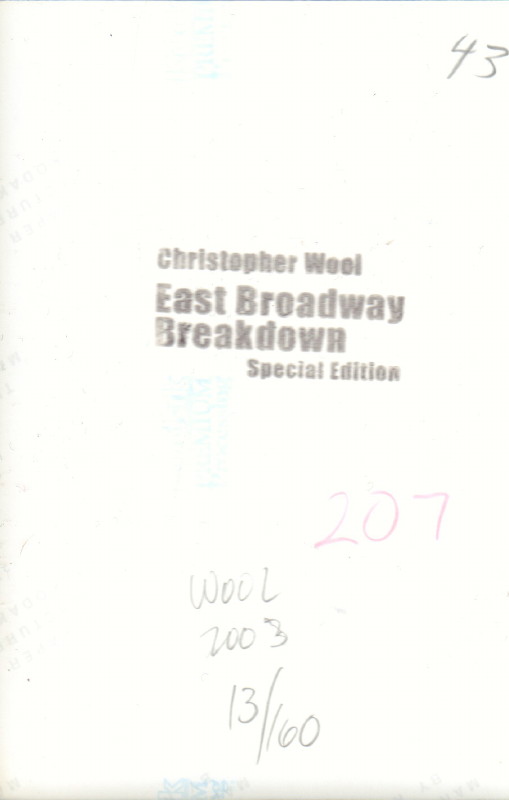 43
Christopher Wool
East Broadway
Breakdown
Special Edition
207
WOOL
2003
13/160